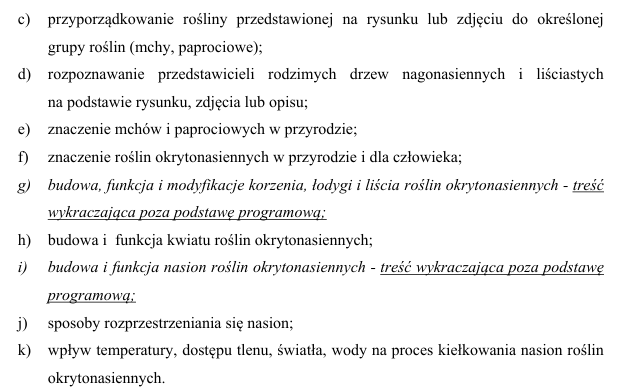 c) przyporządkowanie rośliny przedstawionej na rysunku lub zdjęciu do określonej
grupy roślin (mchy, paprociowe);
d) rozpoznawanie przedstawicieli rodzimych drzew nagonasiennych i liściastych
na podstawie rysunku, zdjęcia lub opisu;
e) znaczenie mchów i paprociowych w przyrodzie;
f) znaczenie roślin okrytonasiennych w przyrodzie i dla człowieka;
g) budowa, funkcja i modyfikacje korzenia, łodygi i liścia roślin okrytonasiennych - treść
wykraczająca poza podstawę programową;
h) budowa i funkcja kwiatu roślin okrytonasiennych;
i) budowa i funkcja nasion roślin okrytonasiennych - treść wykraczająca poza podstawę
programową;
j) sposoby rozprzestrzeniania się nasion;
k) wpływ temperatury, dostępu tlenu, światła, wody na proces kiełkowania nasion roślin
okrytonasiennych.